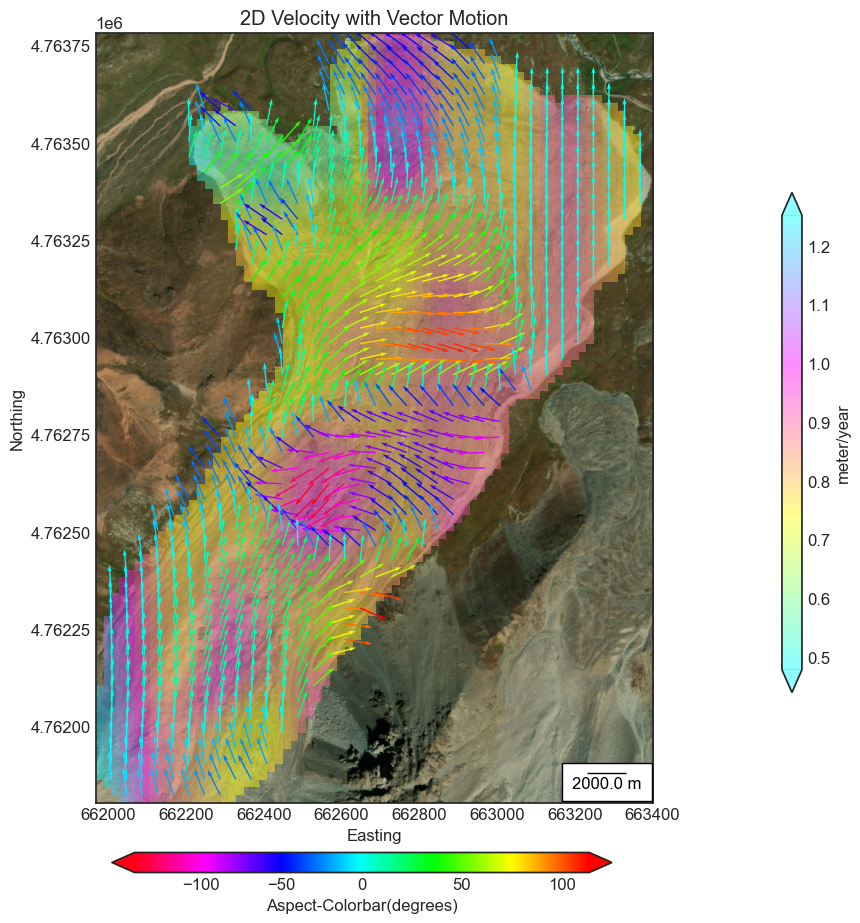 2D Velocity with Vector Motion
1e6
4.76375
4.76350
4.76325
4.76300
4.76275
4.76250
4.76225
4.76200
Northing
662000 662200 662400 662600 662800 663000 663200 663400
Easting
2000.0 m
1.2
1.1
1.0
0.9
0.8
0.7
0.6
0.5
meter/year
−100 −50 0 50 100
Aspect-Colorbar(degrees)